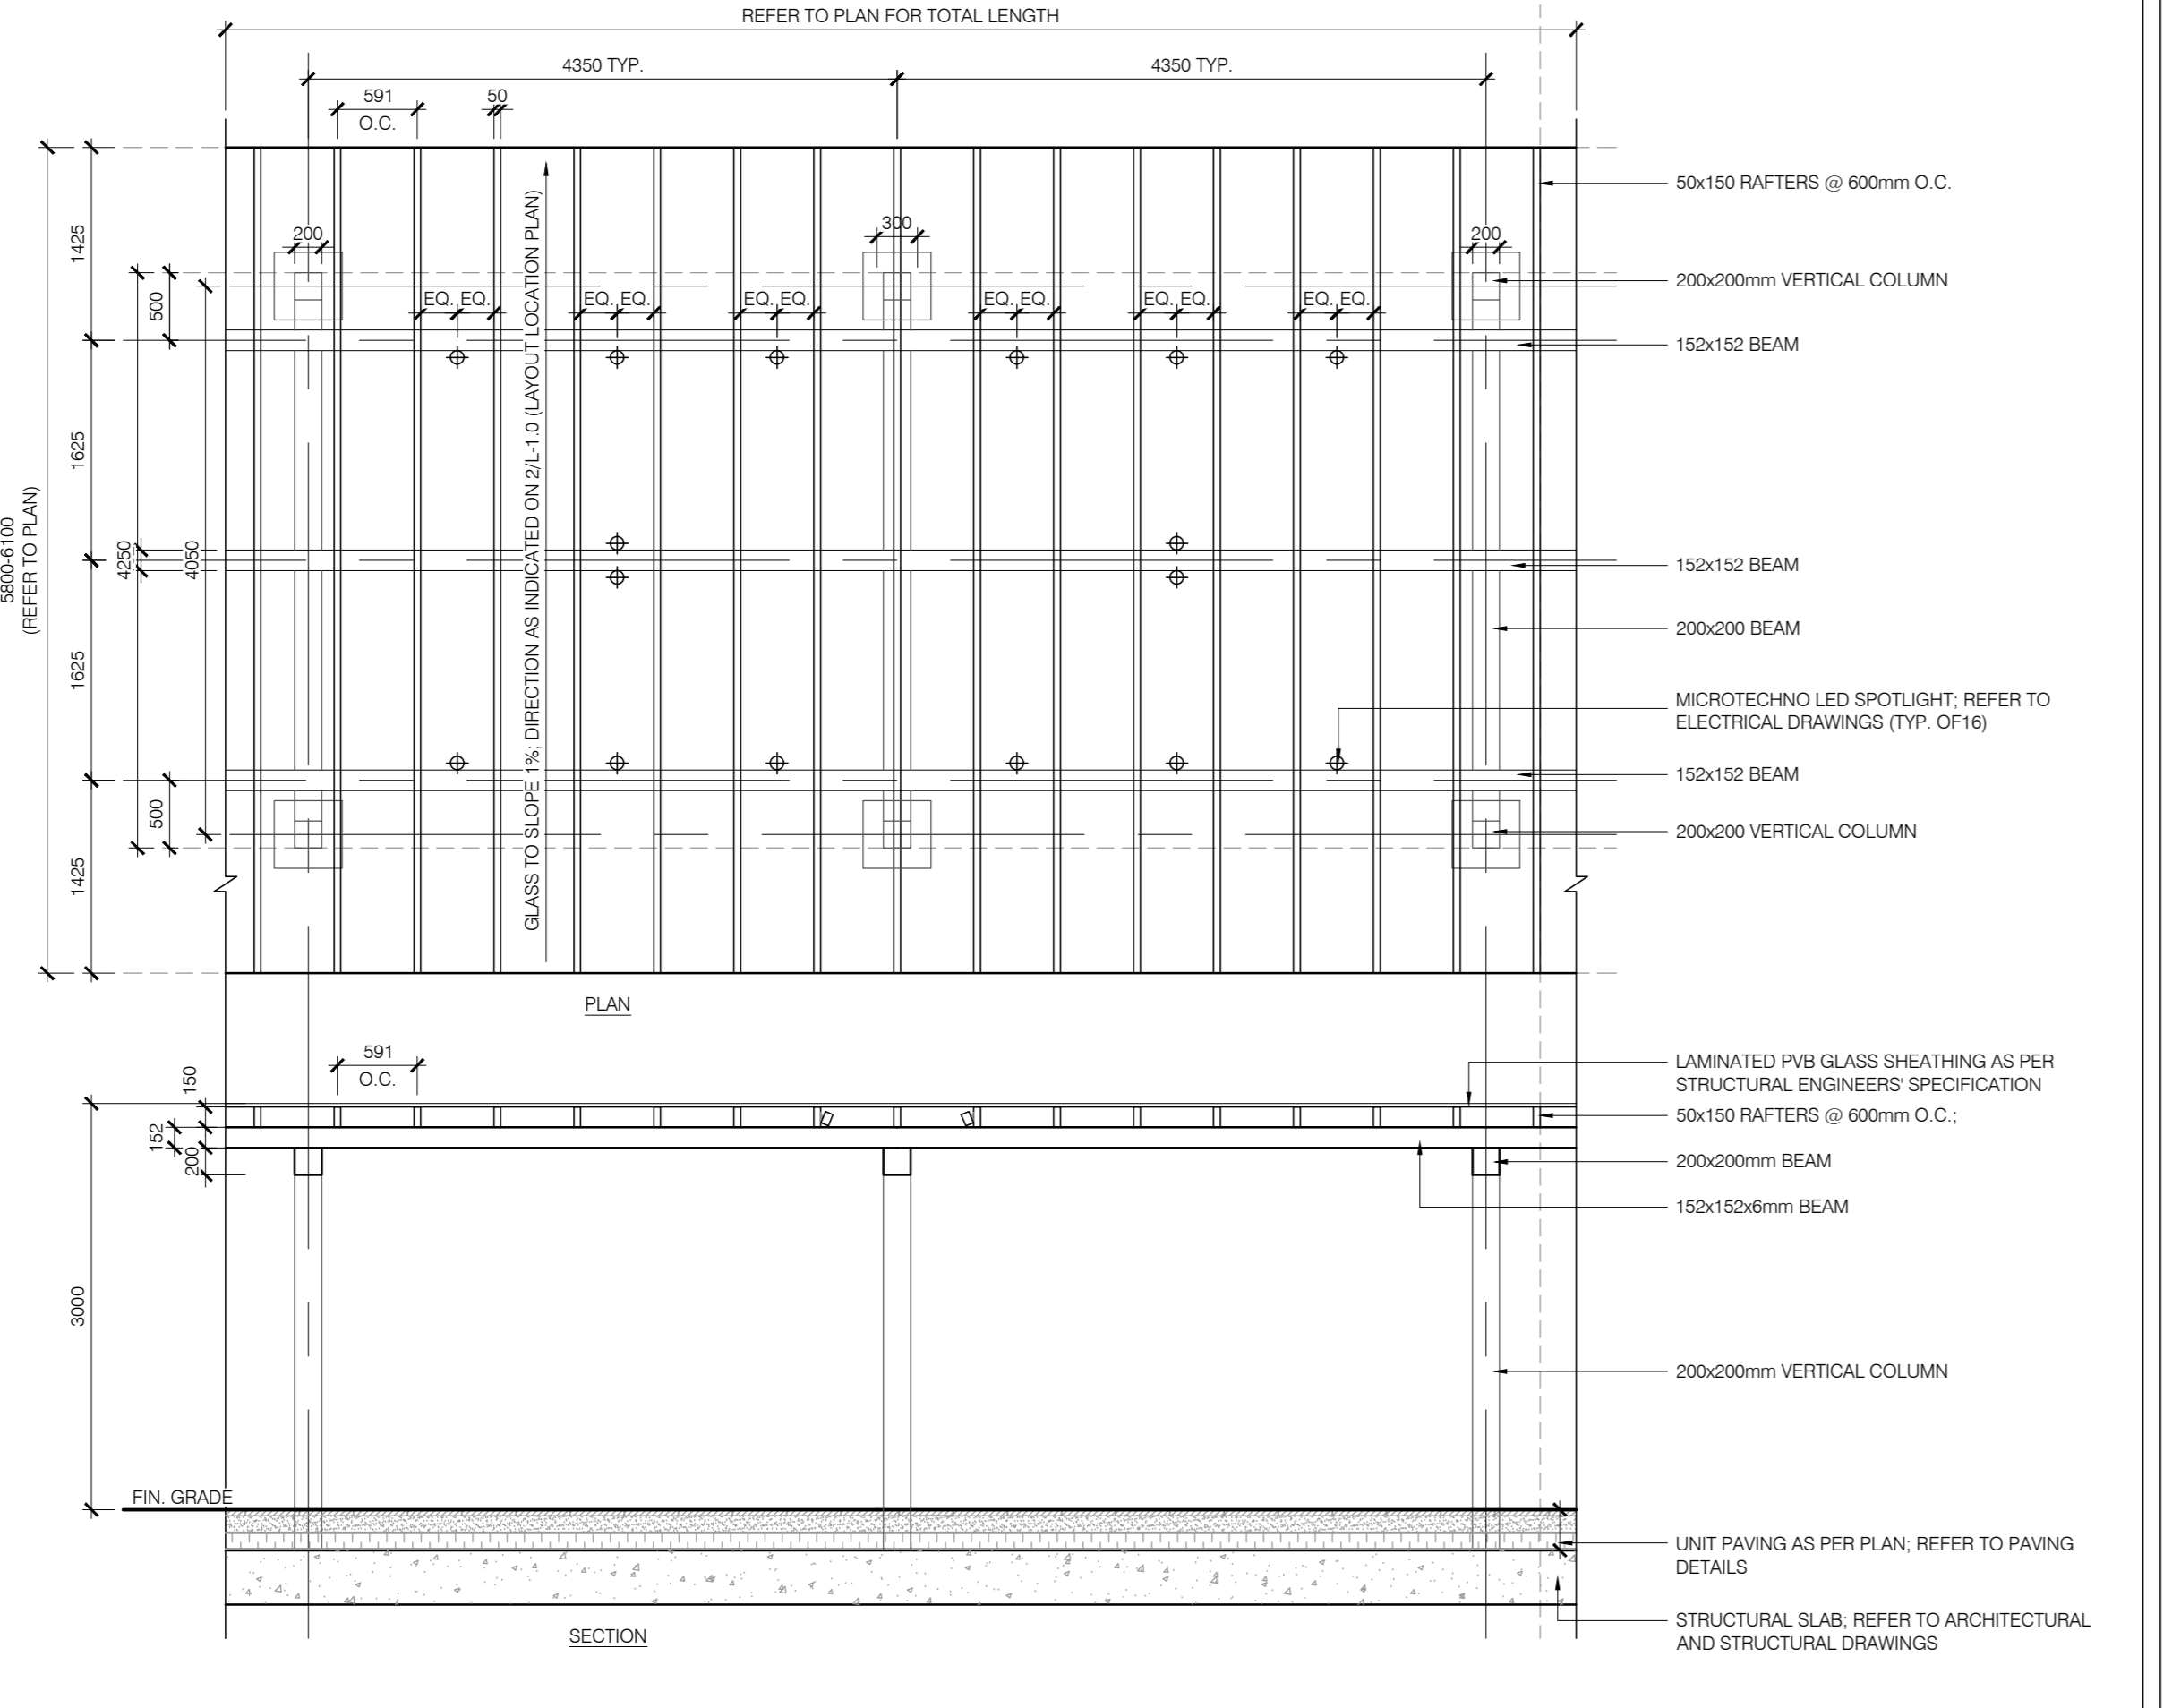 REFER TO PLAN FOR TOTAL LENGTH
4350 TYP.
4350 TYP.
591
O.C.
50
1425
500
1625
4250
4050
5800-6100
(REFER TO PLAN)
1625
500
1425
200
300
200
EQ. EQ.
EQ. EQ.
EQ. EQ.
EQ. EQ.
EQ. EQ.
EQ. EQ.
GLASS TO SLOPE 1%; DIRECTION AS INDICATED ON 2/L-1.0 (LAYOUT LOCATION PLAN)
50x150 RAFTERS @ 600mm O.C.
200x200mm VERTICAL COLUMN
152x152 BEAM
152x152 BEAM
200x200 BEAM
MICROTECHNO LED SPOTLIGHT; REFER TO
ELECTRICAL DRAWINGS (TYP. OF16)
152x152 BEAM
200x200 VERTICAL COLUMN
PLAN
591
O.C.
150
152
200
3000
FIN. GRADE
LAMINATED PVB GLASS SHEATHING AS PER
STRUCTURAL ENGINEERS' SPECIFICATION
50x150 RAFTERS @ 600mm O.C.;
200x200mm BEAM
152x152x6mm BEAM
200x200mm VERTICAL COLUMN
UNIT PAVING AS PER PLAN; REFER TO PAVING
DETAILS
STRUCTURAL SLAB; REFER TO ARCHITECTURAL
AND STRUCTURAL DRAWINGS
SECTION